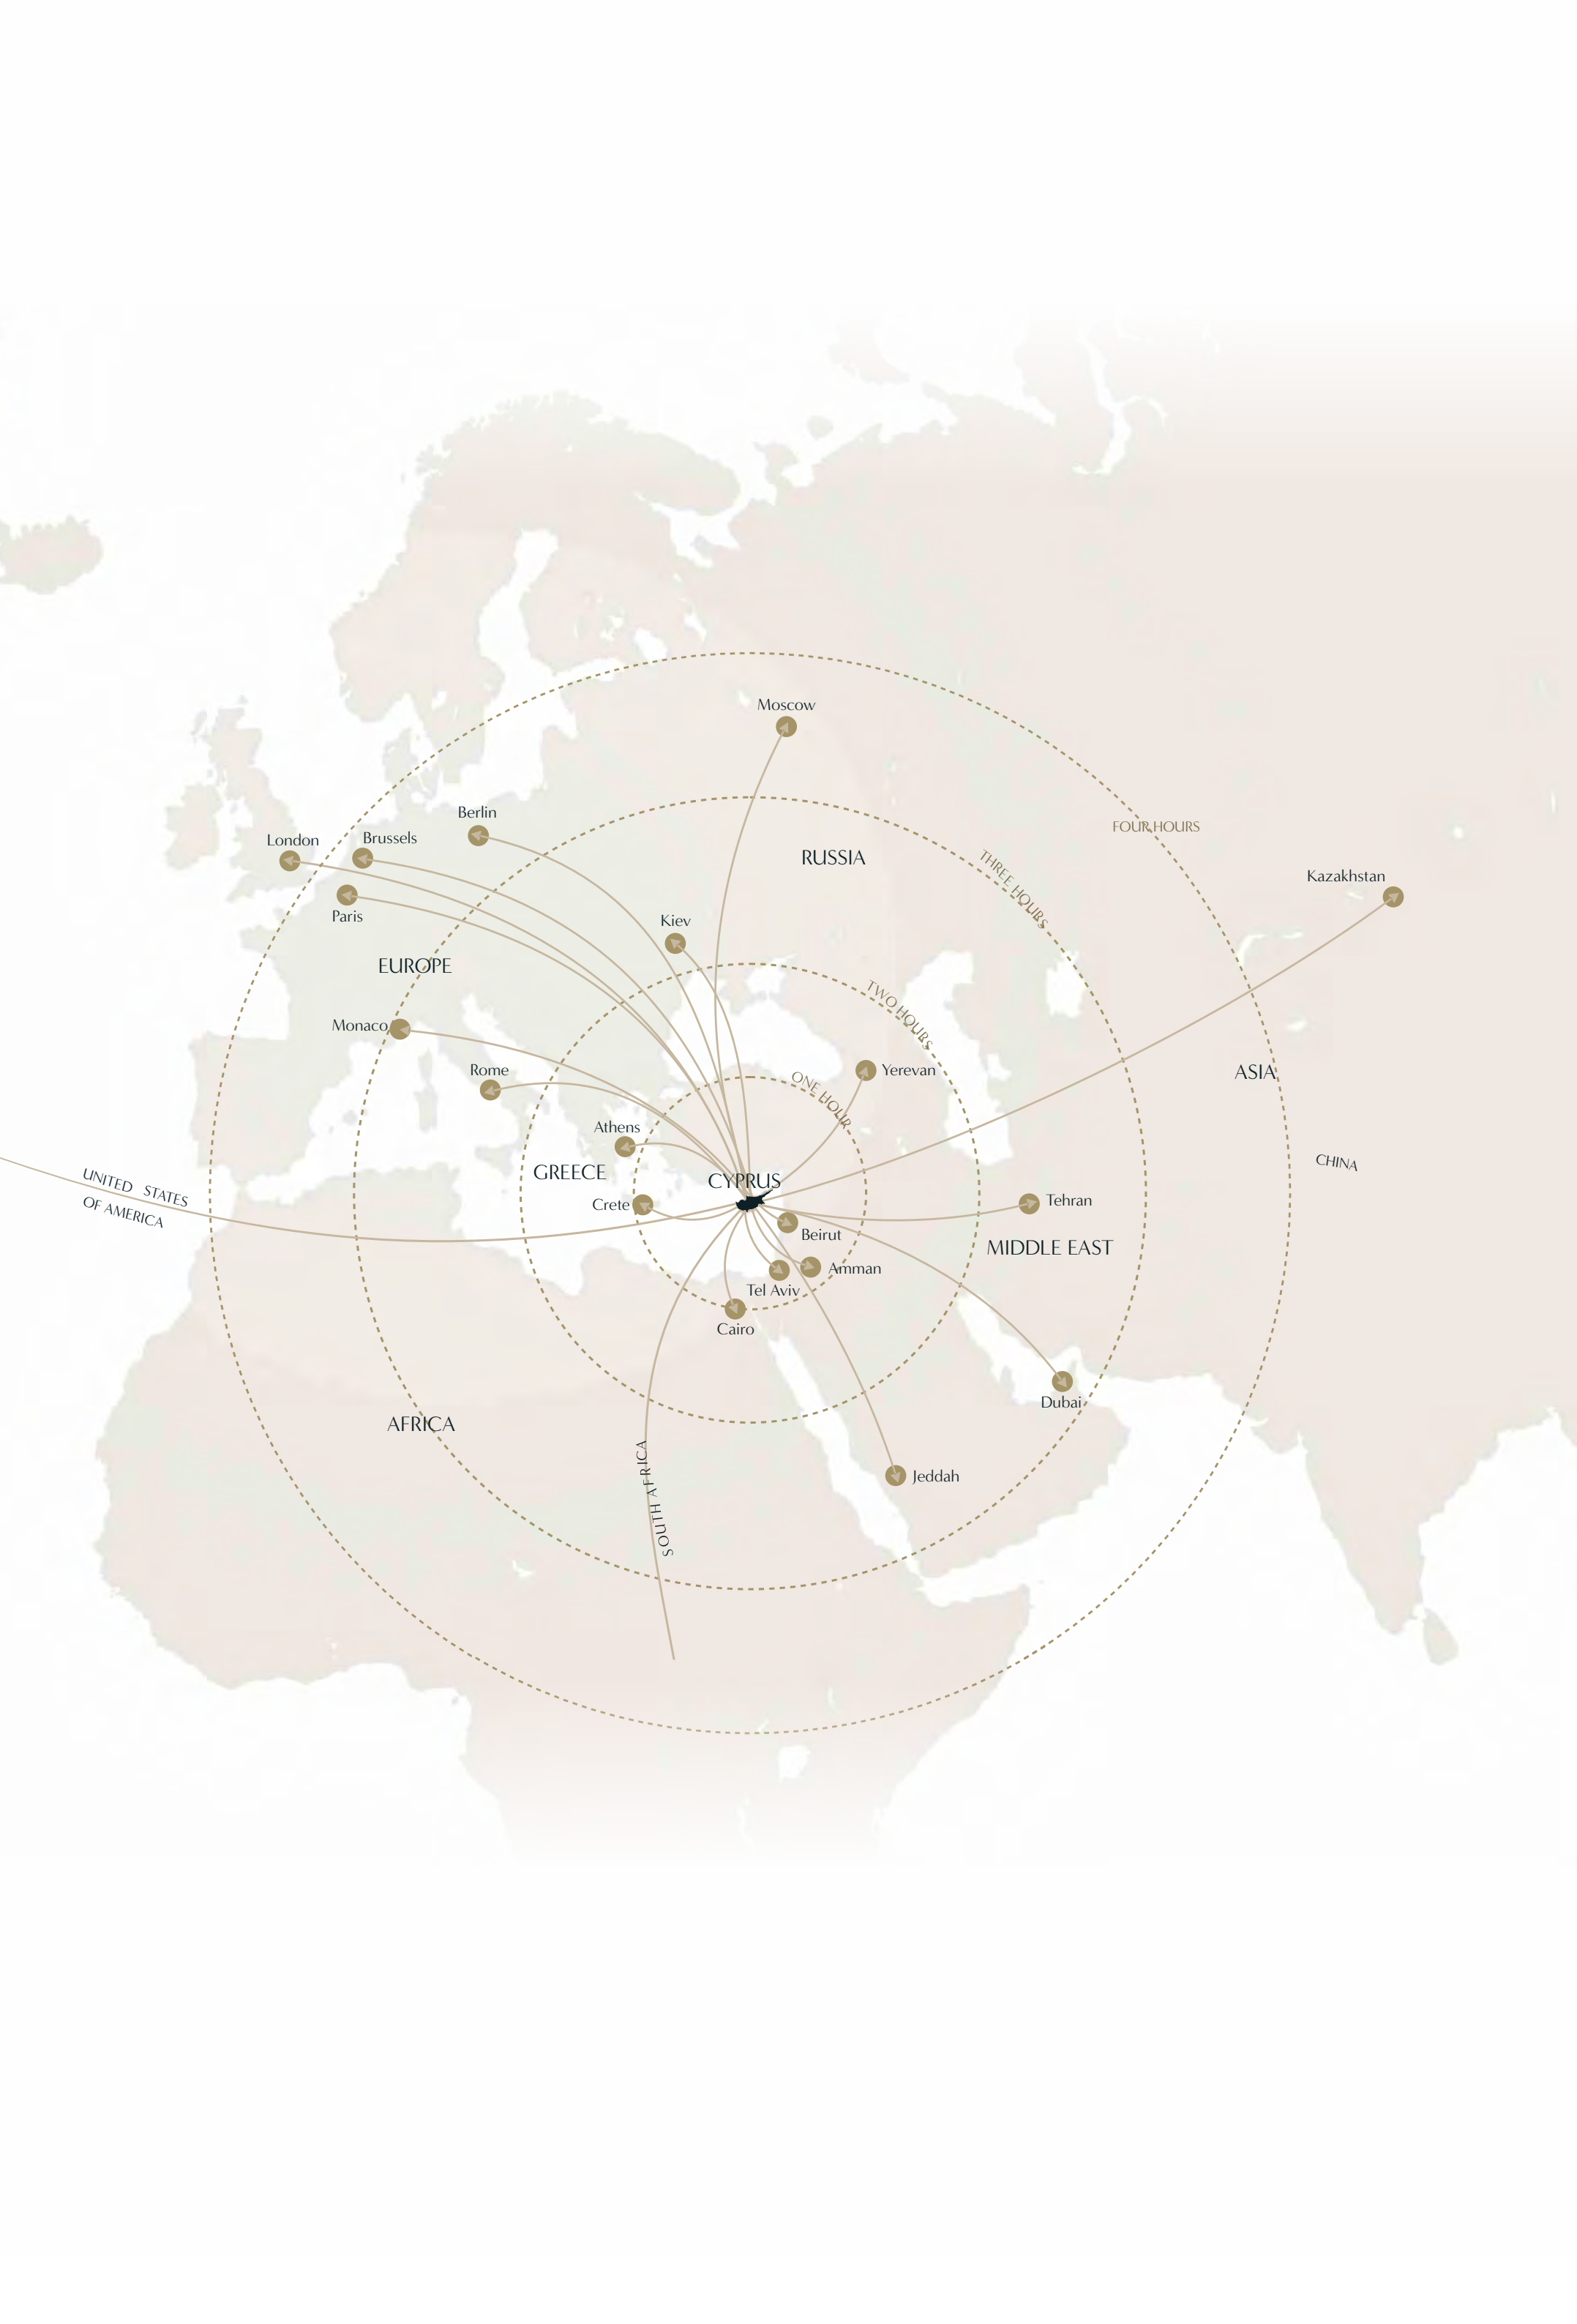 Moscow
Berlin
London
Brussels
FOUR HOURS
RUSSIA
THREE HOURS
Kazakhstan
Paris
Kiev
EUROPE
TWO HOURS
Monaco
Rome
Yerevan
ASIA
ONE HOUR
Athens
CHINA
GREECE
CYPRUS
UNITED STATES
OF AMERICA
Crete
Tehran
Beirut
MIDDLE EAST
Amman
Tel Aviv
Cairo
Dubai
AFRICA
SOUTH AFRICA
Jeddah